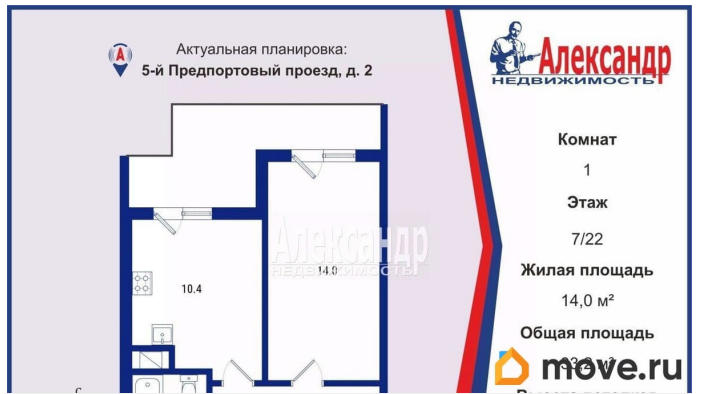 Актуальная планировка:
5-й Предпортовый проезд, д. 2
А
Александр
НЕДВИЖИМОСТЬ
Комнат
1
Этаж
7/22
Жилая площадь
14,0 м²
Общая площадь
move.ru
Александр
НЕДВИЖИМОСТЬ
14.0
10.4
С